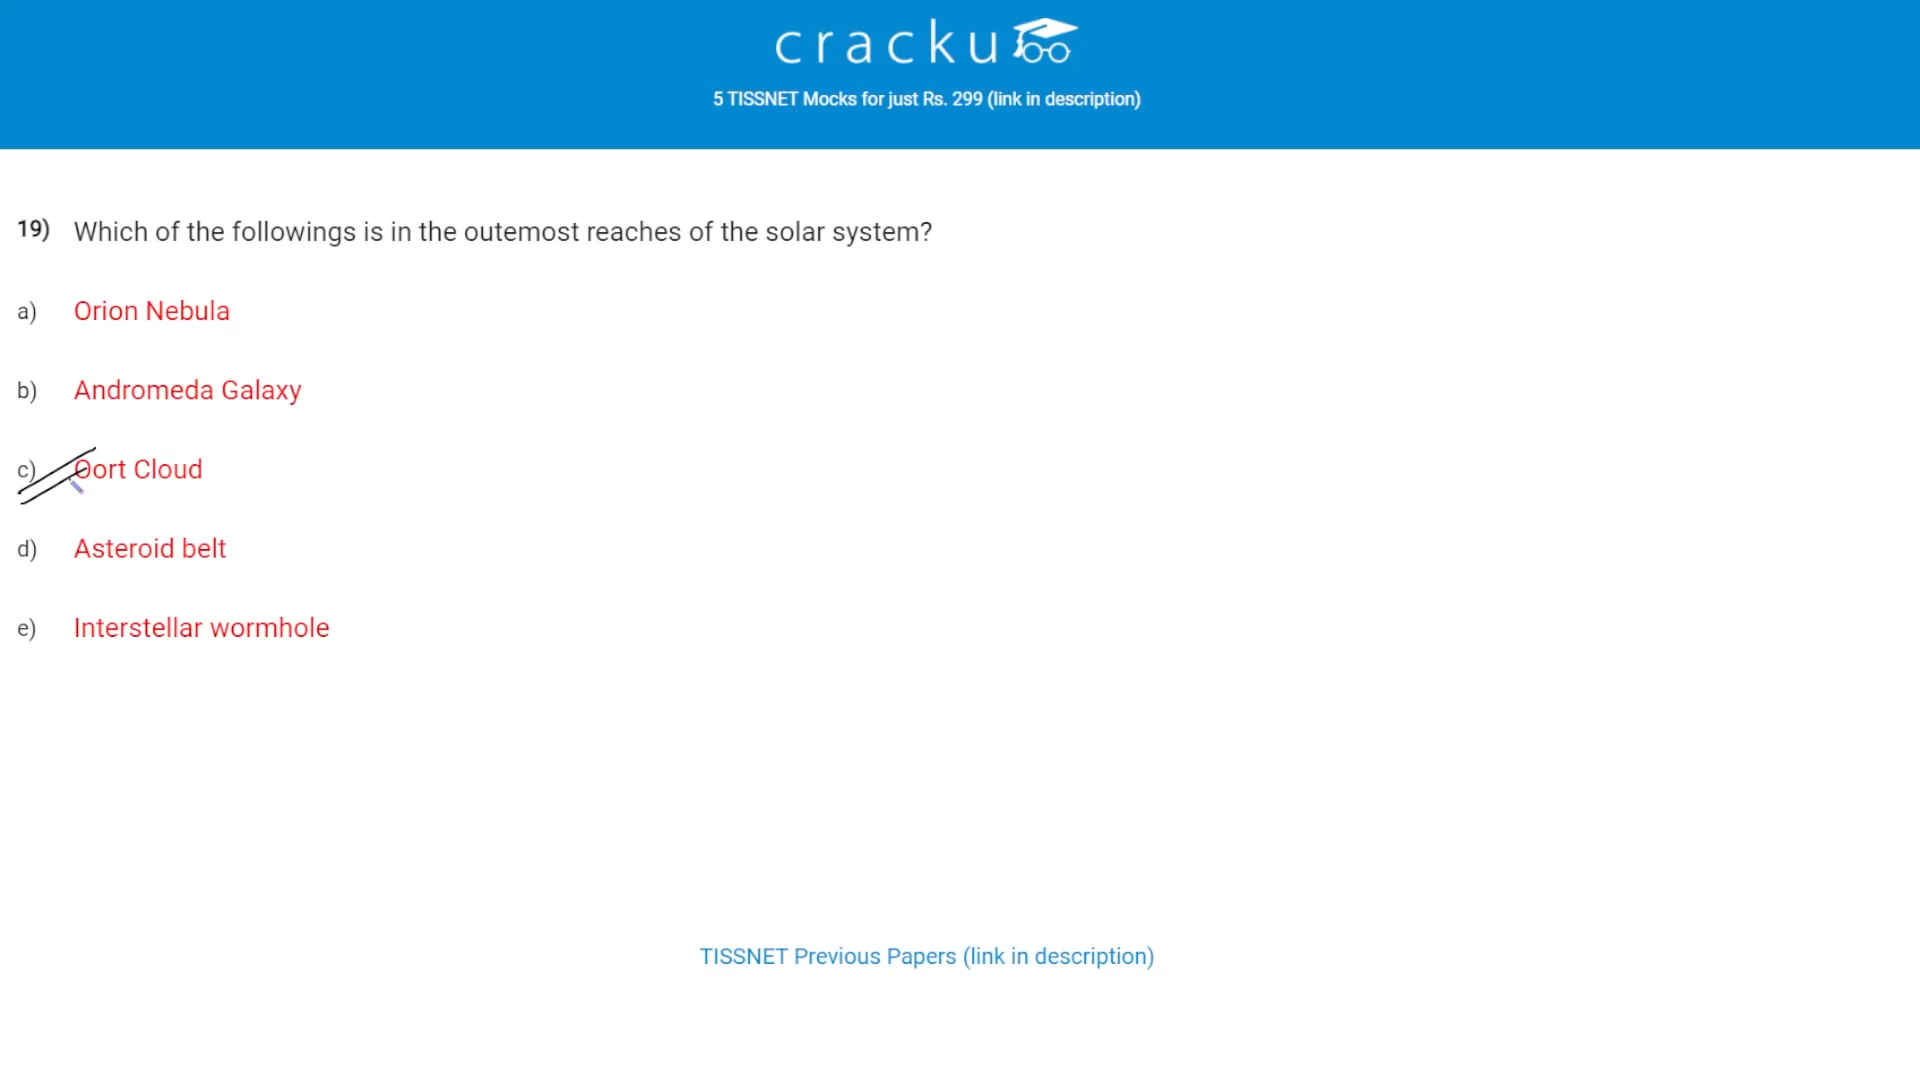 cracku
5 TISSNET Mocks for just Rs. 299 (link in description)
19) Which of the followings is in the outemost reaches of the solar system?
a) Orion Nebula
b) Andromeda Galaxy
c) Oort Cloud
d) Asteroid belt
e) Interstellar wormhole
TISSNET Previous Papers (link in description)